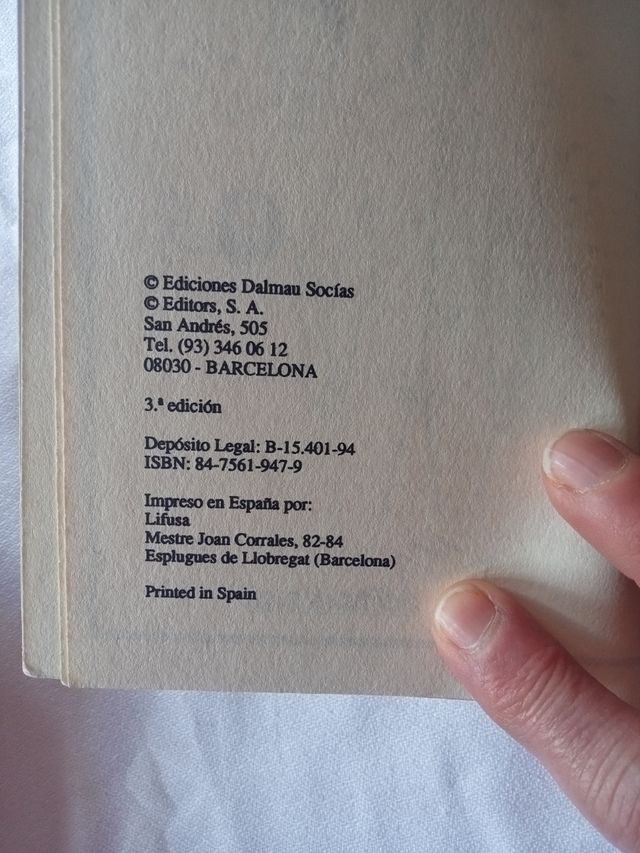 © Ediciones Dalmau Socías
© Editors, S. A.
San Andrés, 505
Tel. (93) 346 06 12
08030 - BARCELONA
3.ª edición
Depósito Legal: B-15.401-94
ISBN: 84-7561-947-9
Impreso en España por:
Lifusa
Mestre Joan Corrales, 82-84
Esplugues de Llobregat (Barcelona)
Printed in Spain